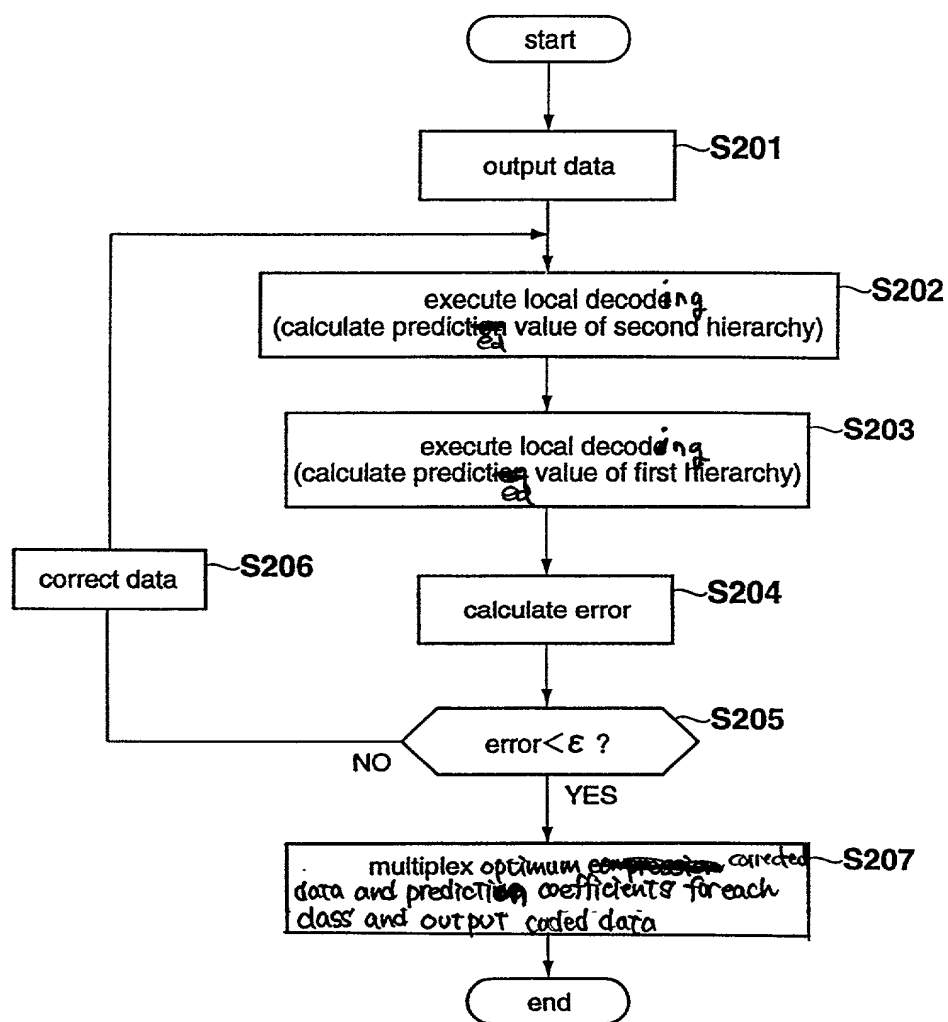 start
output data
S201
execute local decoding
(calculate predicted value of second hierarchy)
S202
execute local decoding
(calculate predicted value of first hierarchy)
S203
correct data
S206
calculate error
S204
error<ε ?
S205
NO
YES
multiplex optimum corrected
data and prediction coefficients for each
class and output coded data
S207
end